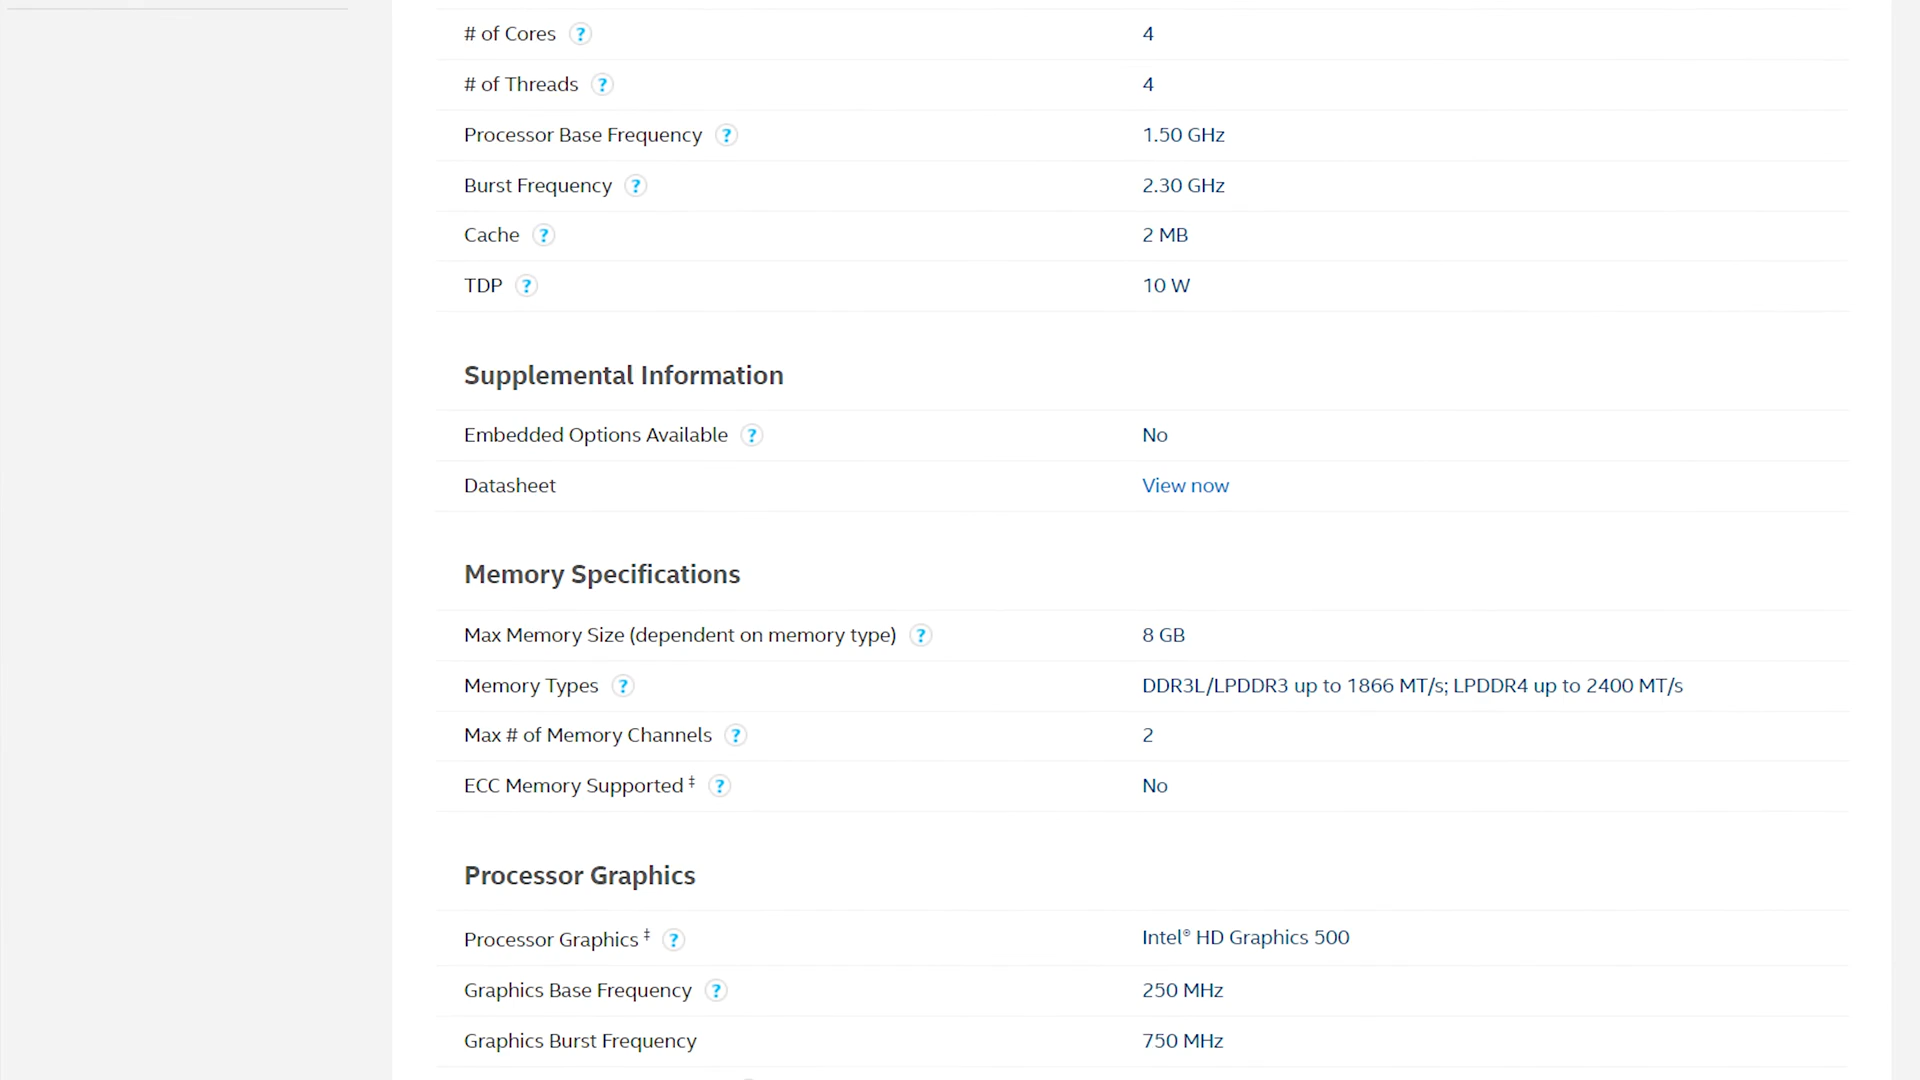 # of Cores ? 4
# of Threads ? 4
Processor Base Frequency ? 1.50 GHz
Burst Frequency ? 2.30 GHz
Cache ? 2 MB
TDP ? 10 W
Supplemental Information
Embedded Options Available ? No
Datasheet View now
Memory Specifications
Max Memory Size (dependent on memory type) ? 8 GB
Memory Types ? DDR3L/LPDDR3 up to 1866 MT/s; LPDDR4 up to 2400 MT/s
Max # of Memory Channels ? 2
ECC Memory Supported ‡ ? No
Processor Graphics
Processor Graphics ‡ ? Intel® HD Graphics 500
Graphics Base Frequency ? 250 MHz
Graphics Burst Frequency 750 MHz